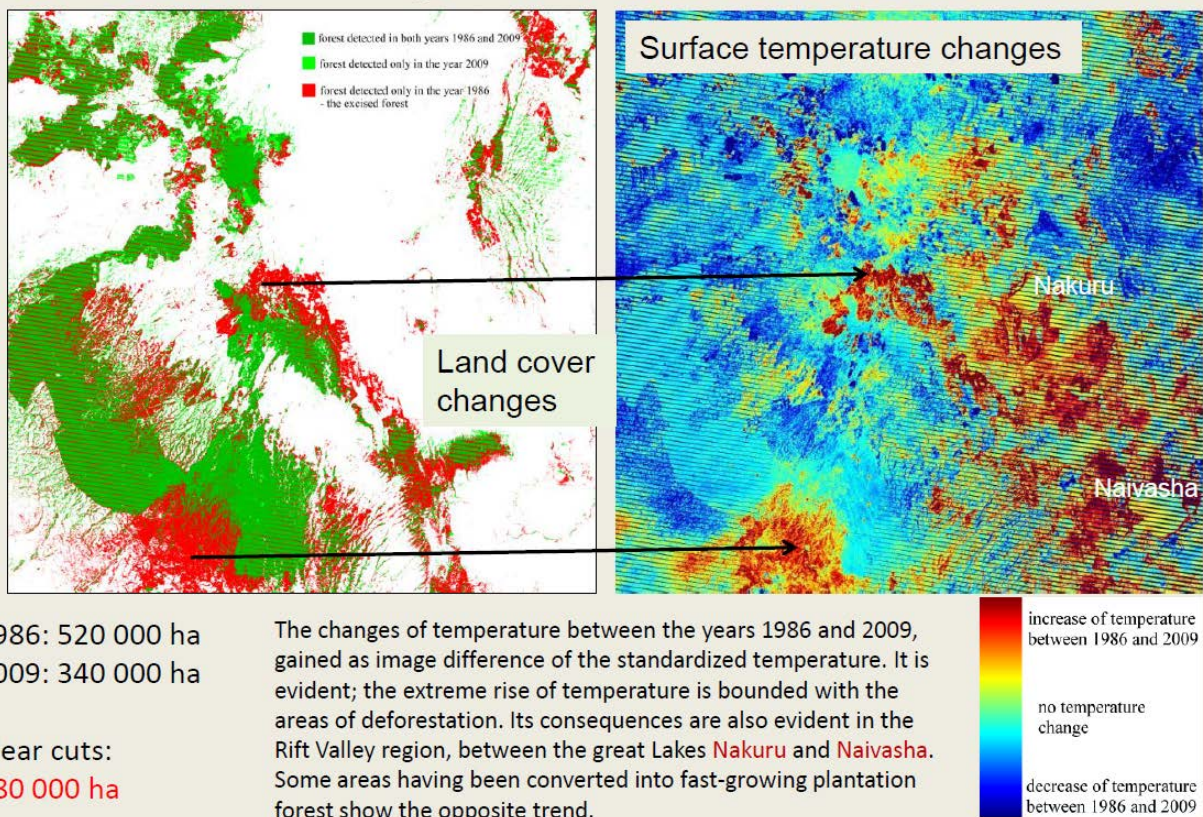 forest detected in both years 1986 and 2009
forest detected only in the year 2009
forest detected only in the year 1986
- the excised forest
Surface temperature changes
Land cover
changes
Nakuru
Naivasha
986: 520 000 ha
009: 340 000 ha
ear cuts:
80 000 ha
The changes of temperature between the years 1986 and 2009,
gained as image difference of the standardized temperature. It is
evident; the extreme rise of temperature is bounded with the
areas of deforestation. Its consequences are also evident in the
Rift Valley region, between the great Lakes Nakuru and Naivasha.
Some areas having been converted into fast-growing plantation
forest show the opposite trend.
increase of temperature
between 1986 and 2009
no temperature
change
decrease of temperature
between 1986 and 2009